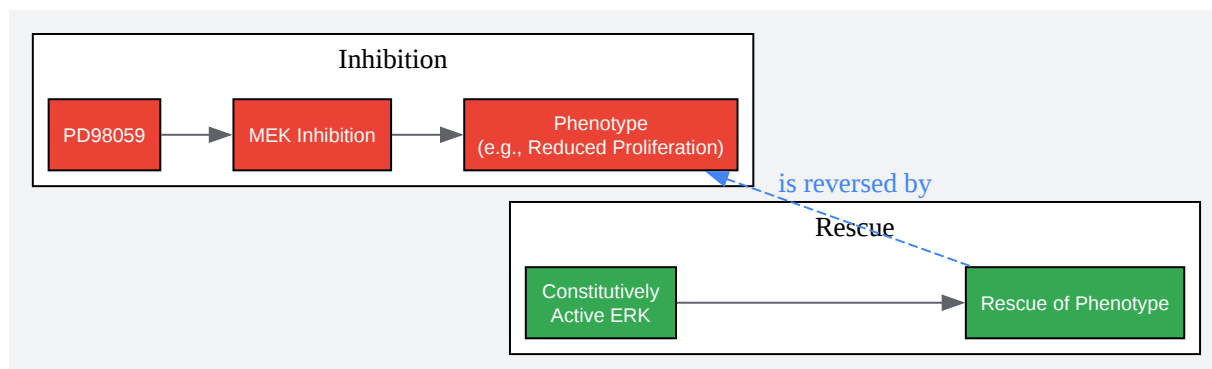 Inhibition
PD98059
MEK Inhibition
Phenotype
(e.g., Reduced Proliferation)
is reversed by
Rescue
Constitutively
Active ERK
Rescue of Phenotype